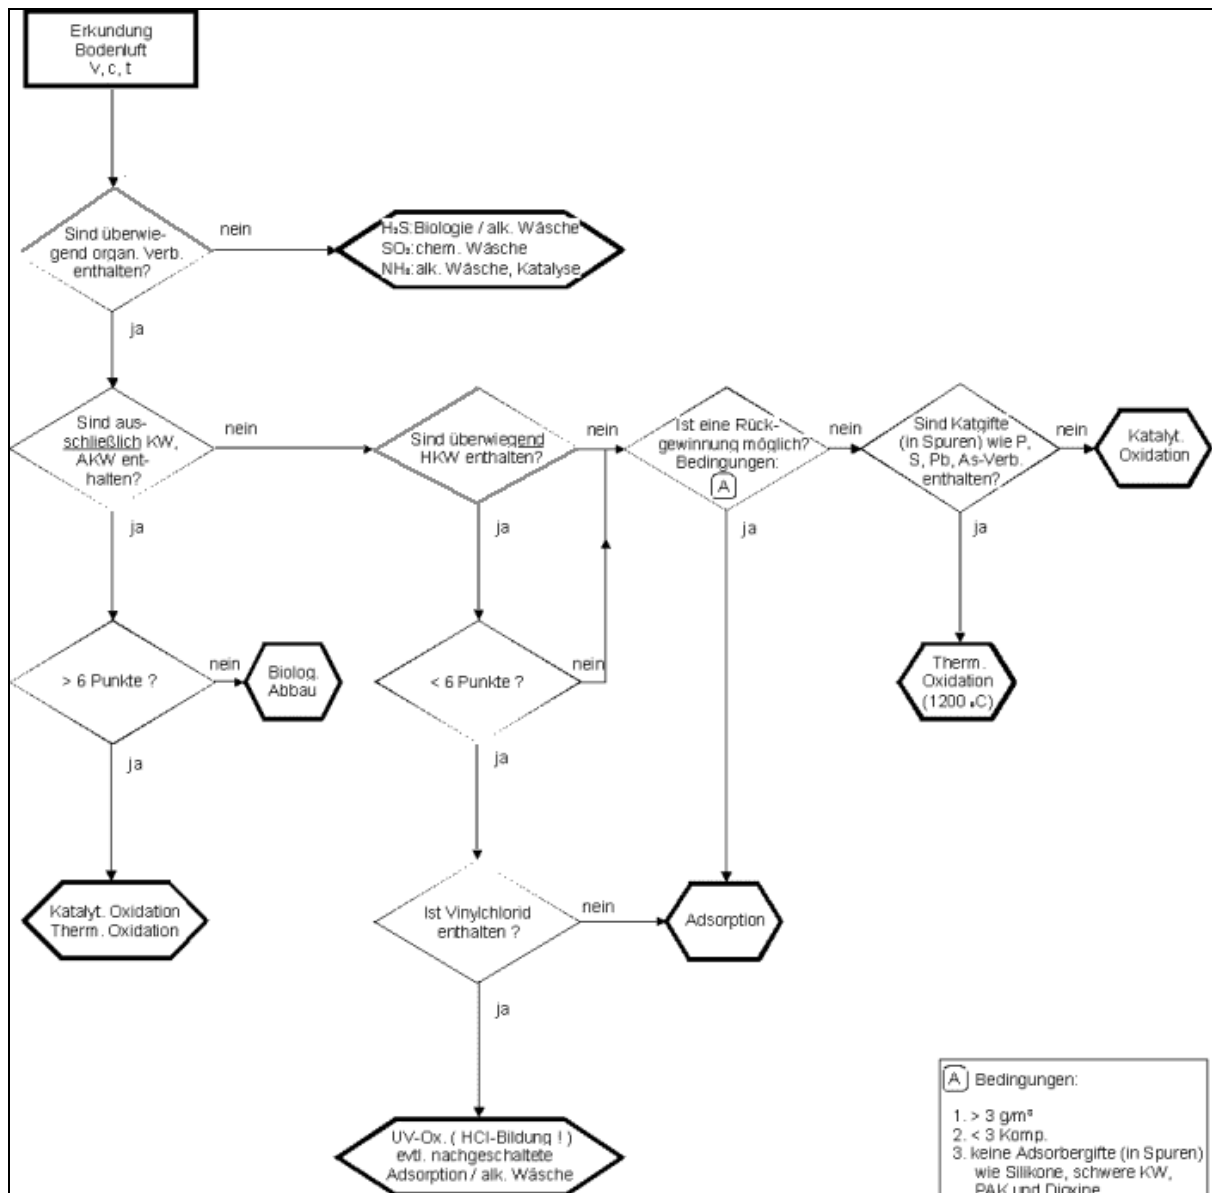 Erkundung
Bodenluft
V, c, t
Sind überwie-
gend organ. Verb.
enthalten?
nein
H₂S:Biologie / alk. Wäsche
SO₂:chem. Wäsche
NH₃:alk. Wäsche, Katalyse
ja
Sind aus-
schließlich KW,
AKW ent-
halten?
nein
Sind überwiegend
HKW enthalten?
nein
Ist eine Rück-
gewinnung möglich?
Bedingungen:
A
nein
Sind Katgifte
(in Spuren) wie P,
S, Pb, As-Verb.
enthalten?
nein
Katalyt.
Oxidation
ja
ja
ja
ja
> 6 Punkte ?
nein
Biolog.
Abbau
< 6 Punkte ?
nein
Therm.
Oxidation
(1200 °C)
ja
ja
Katalyt. Oxidation
Therm. Oxidation
Ist Vinylchlorid
enthalten ?
nein
Adsorption
ja
UV-Ox. ( HCl-Bildung ! )
evtl. nachgeschaltete
Adsorption / alk. Wäsche
A Bedingungen:
1. > 3 g/m³
2. < 3 Komp.
3. keine Adsorbergifte (in Spuren)
wie Silikone, schwere KW,
PAK und Dioxine